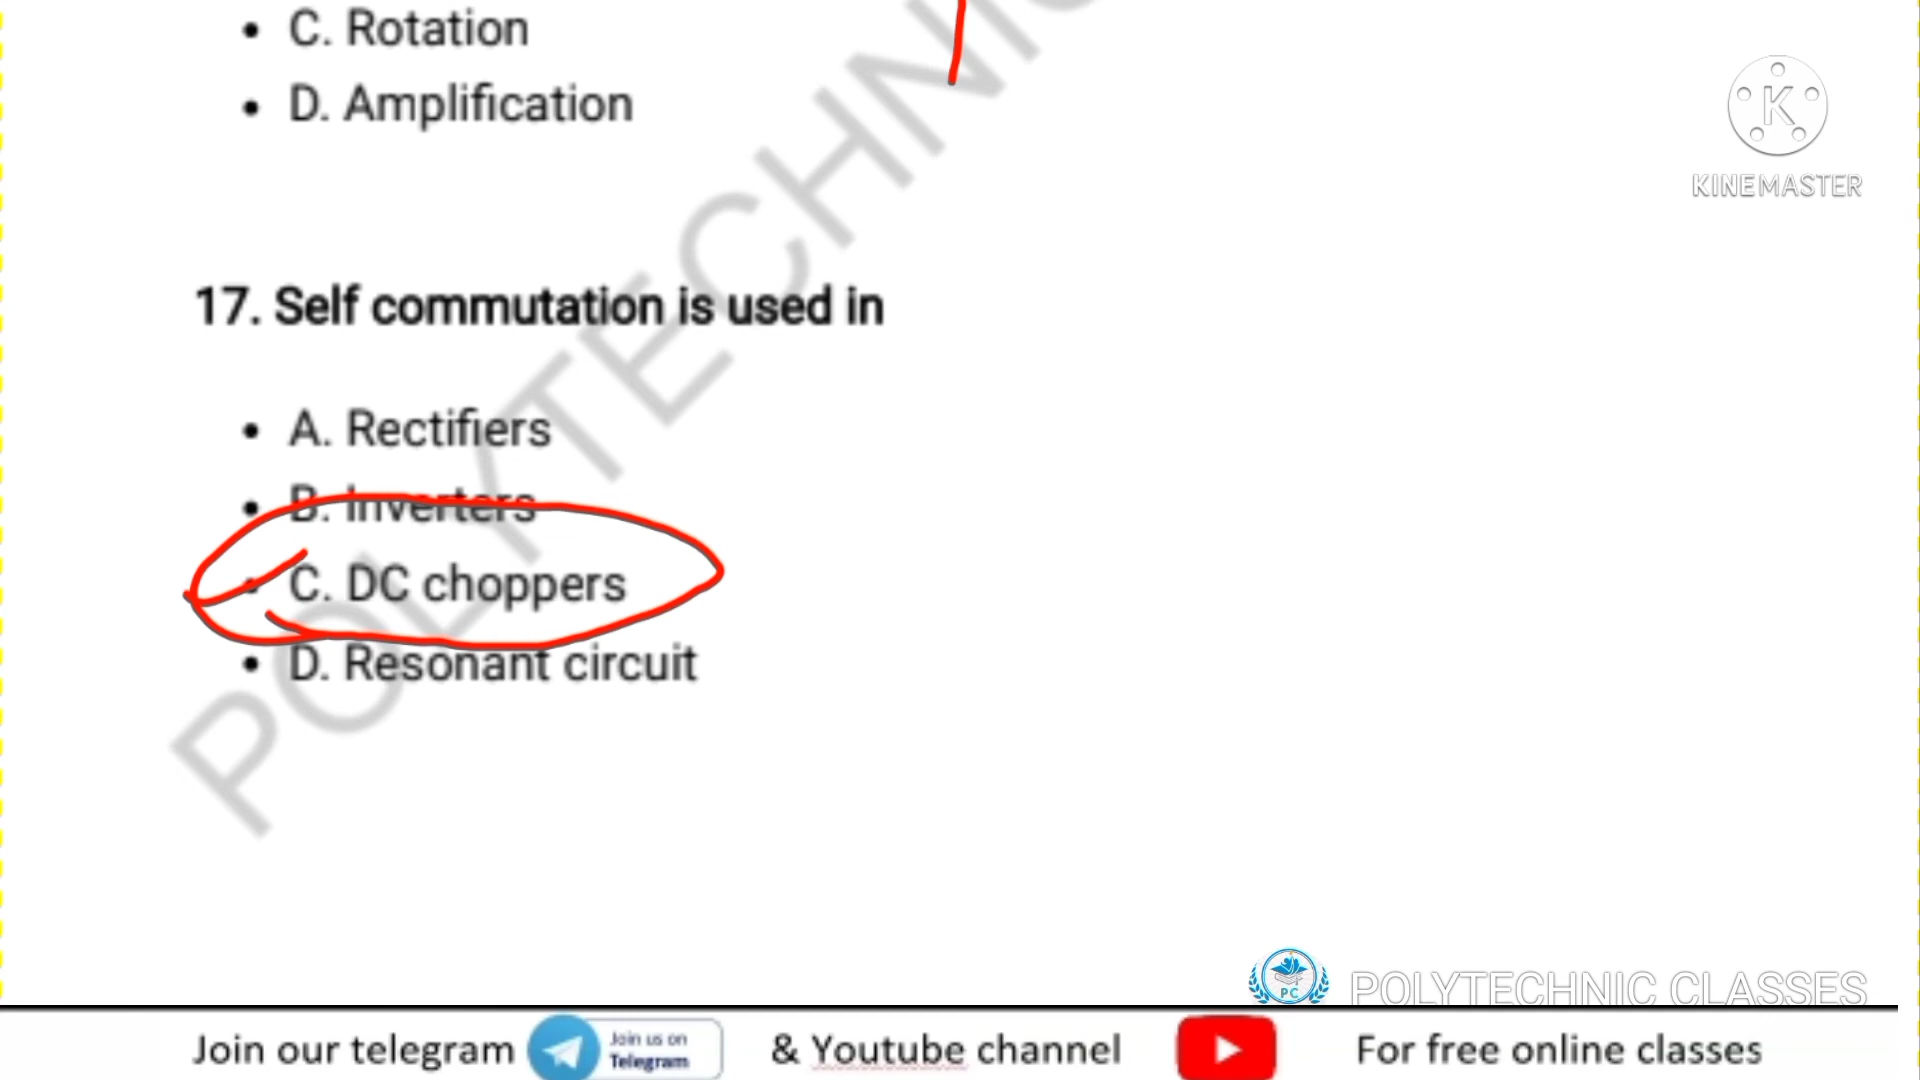 • C. Rotation
• D. Amplification
K
KINEMASTER
17. Self commutation is used in
• A. Rectifiers
• B. Inverters
• C. DC choppers
• D. Resonant circuit
POLYTECHNIC
PC
POLYTECHNIC CLASSES
Join our telegram Join us on Telegram & Youtube channel For free online classes